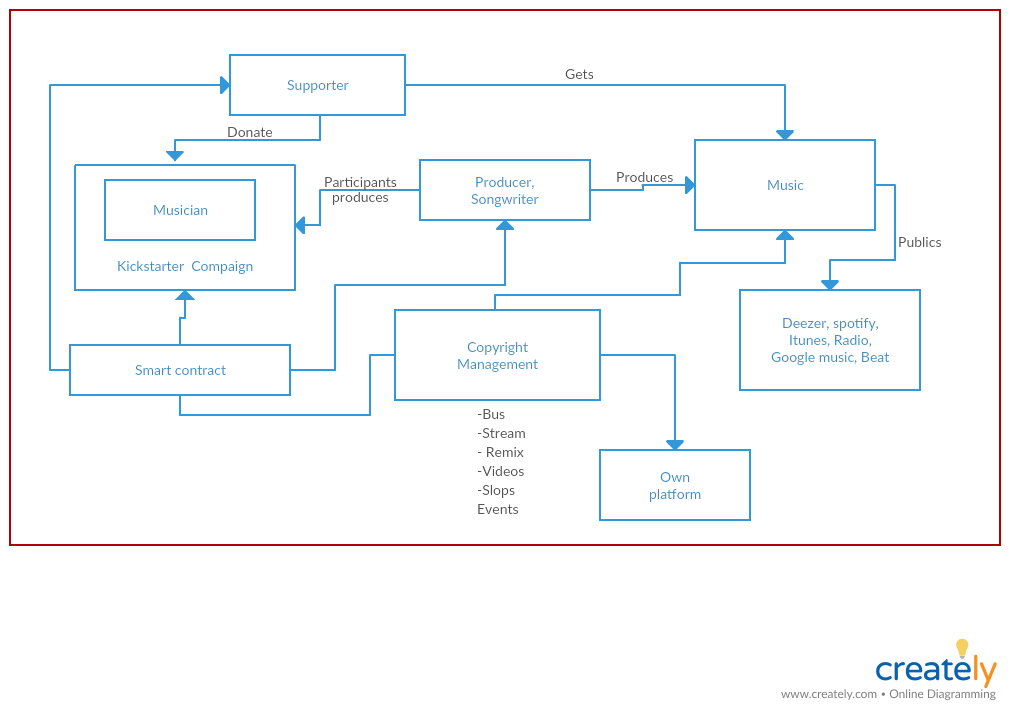 Supporter
Gets
Donate
Participants
produces
Producer,
Songwriter
Produces
Music
Musician
Kickstarter  Compaign
Publics
Deezer, spotify,
Itunes, Radio,
Google music, Beat
Smart contract
Copyright
Management
-Bus
-Stream
- Remix
-Videos
-Slops
Events
Own
platform
creately
www.creately.com • Online Diagramming